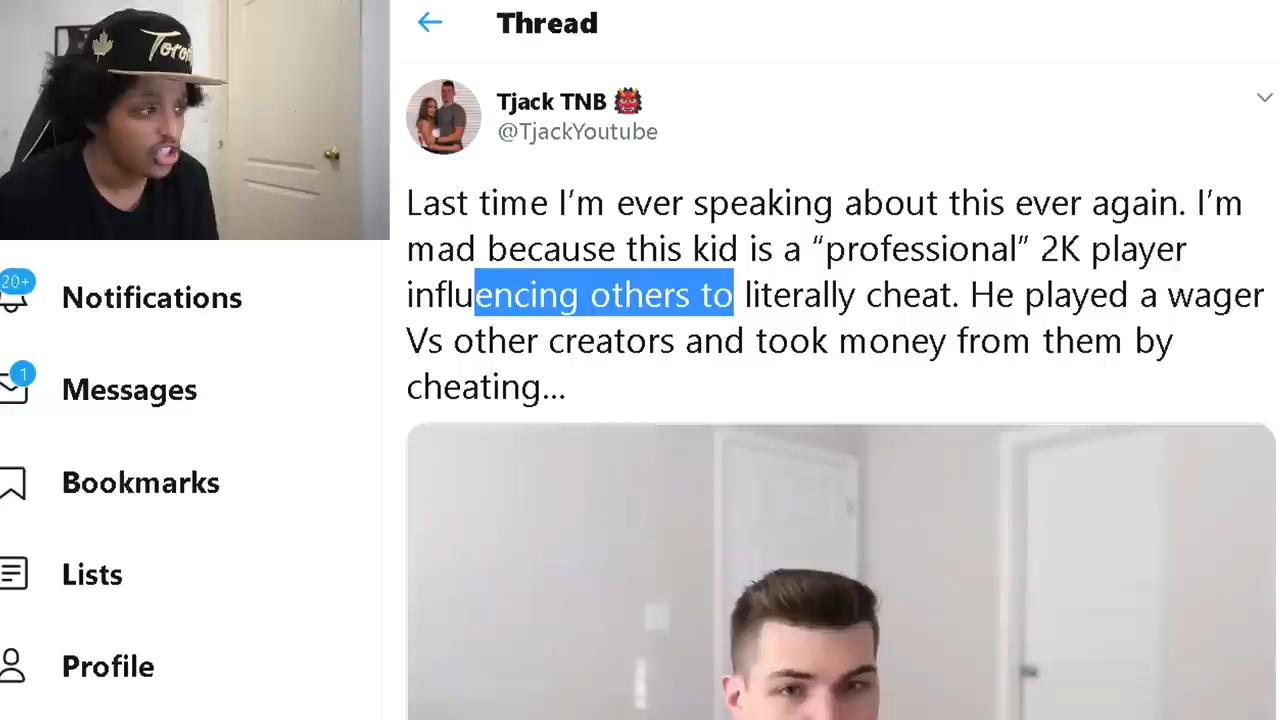 Toron
Thread
Tjack TNB 👹
@TjackYoutube
Last time I’m ever speaking about this ever again. I’m
mad because this kid is a “professional” 2K player
influencing others to literally cheat. He played a wager
Vs other creators and took money from them by
cheating...
20+
Notifications
1
Messages
Bookmarks
Lists
Profile